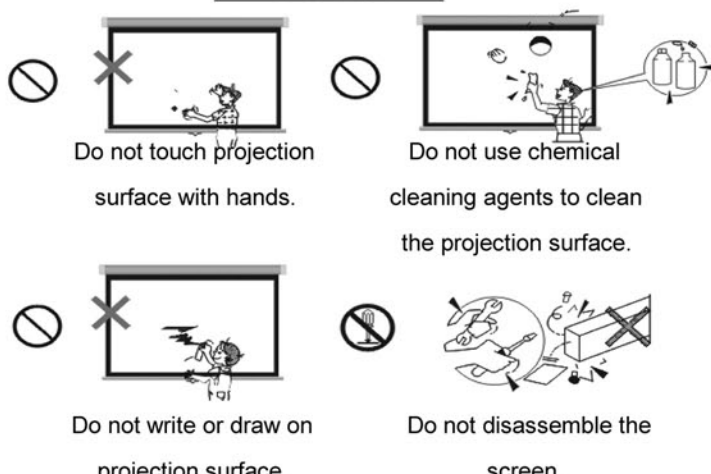 Do not touch projection
surface with hands.
Do not use chemical
cleaning agents to clean
the projection surface.
Do not write or draw on
projection surface
Do not disassemble the
screen